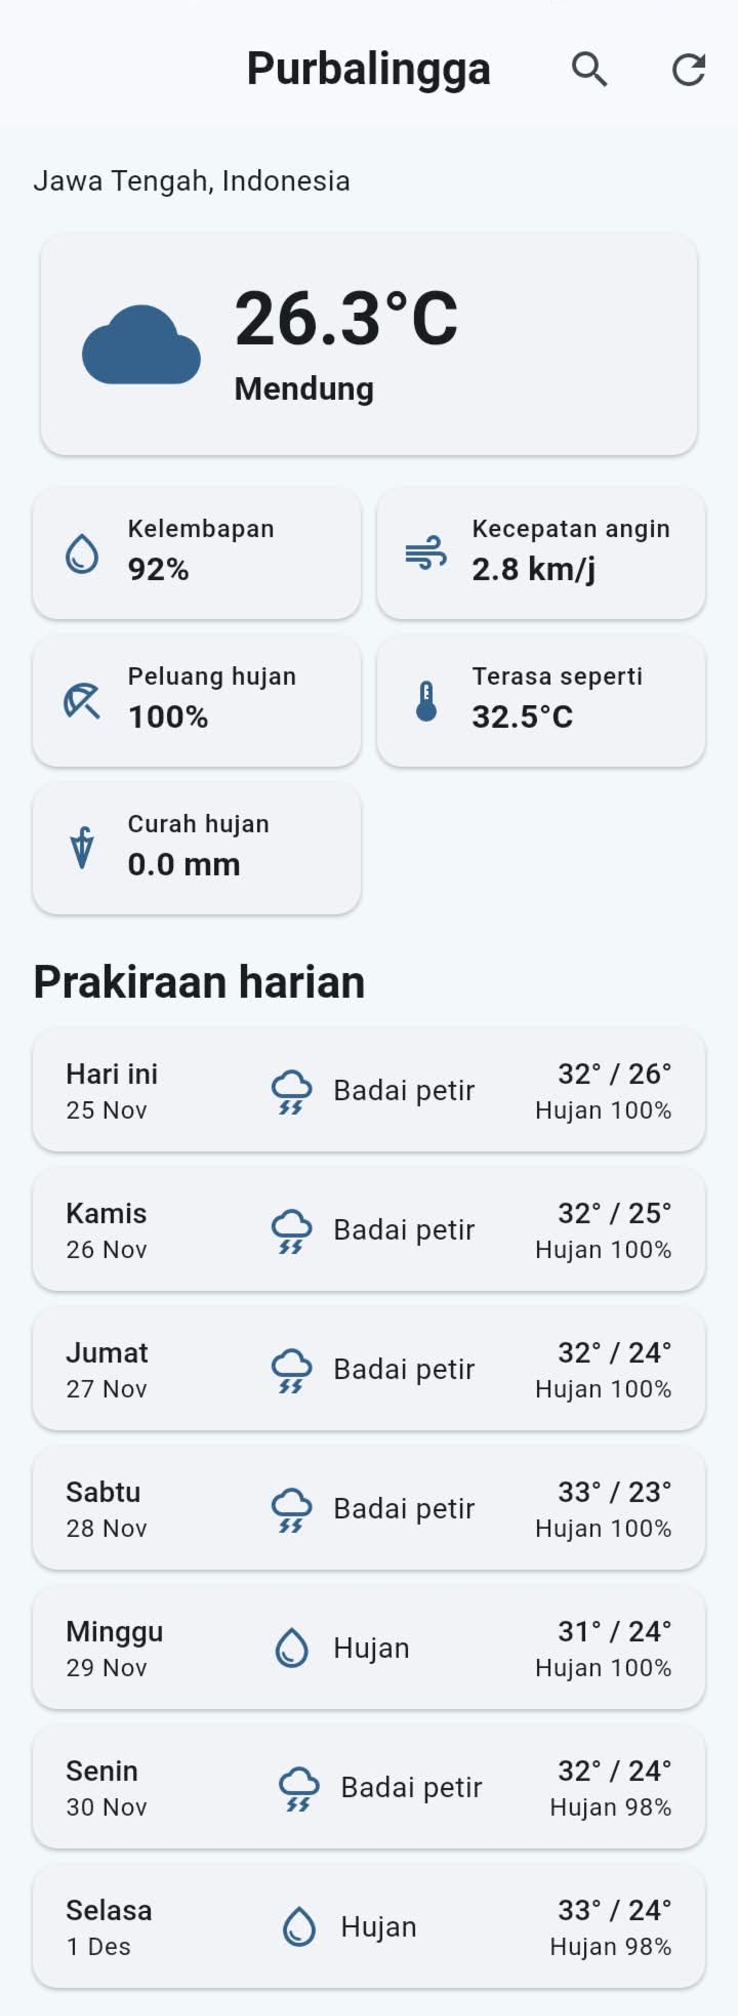 Purbalingga
Jawa Tengah, Indonesia
26.3°C
Mendung
Kelembapan
92%
Kecepatan angin
2.8 km/j
Peluang hujan
100%
Terasa seperti
32.5°C
Curah hujan
0.0 mm
Prakiraan harian
Hari ini
25 Nov
Badai petir
32° / 26°
Hujan 100%
Kamis
26 Nov
Badai petir
32° / 25°
Hujan 100%
Jumat
27 Nov
Badai petir
32° / 24°
Hujan 100%
Sabtu
28 Nov
Badai petir
33° / 23°
Hujan 100%
Minggu
29 Nov
Hujan
31° / 24°
Hujan 100%
Senin
30 Nov
Badai petir
32° / 24°
Hujan 98%
Selasa
1 Des
Hujan
33° / 24°
Hujan 98%